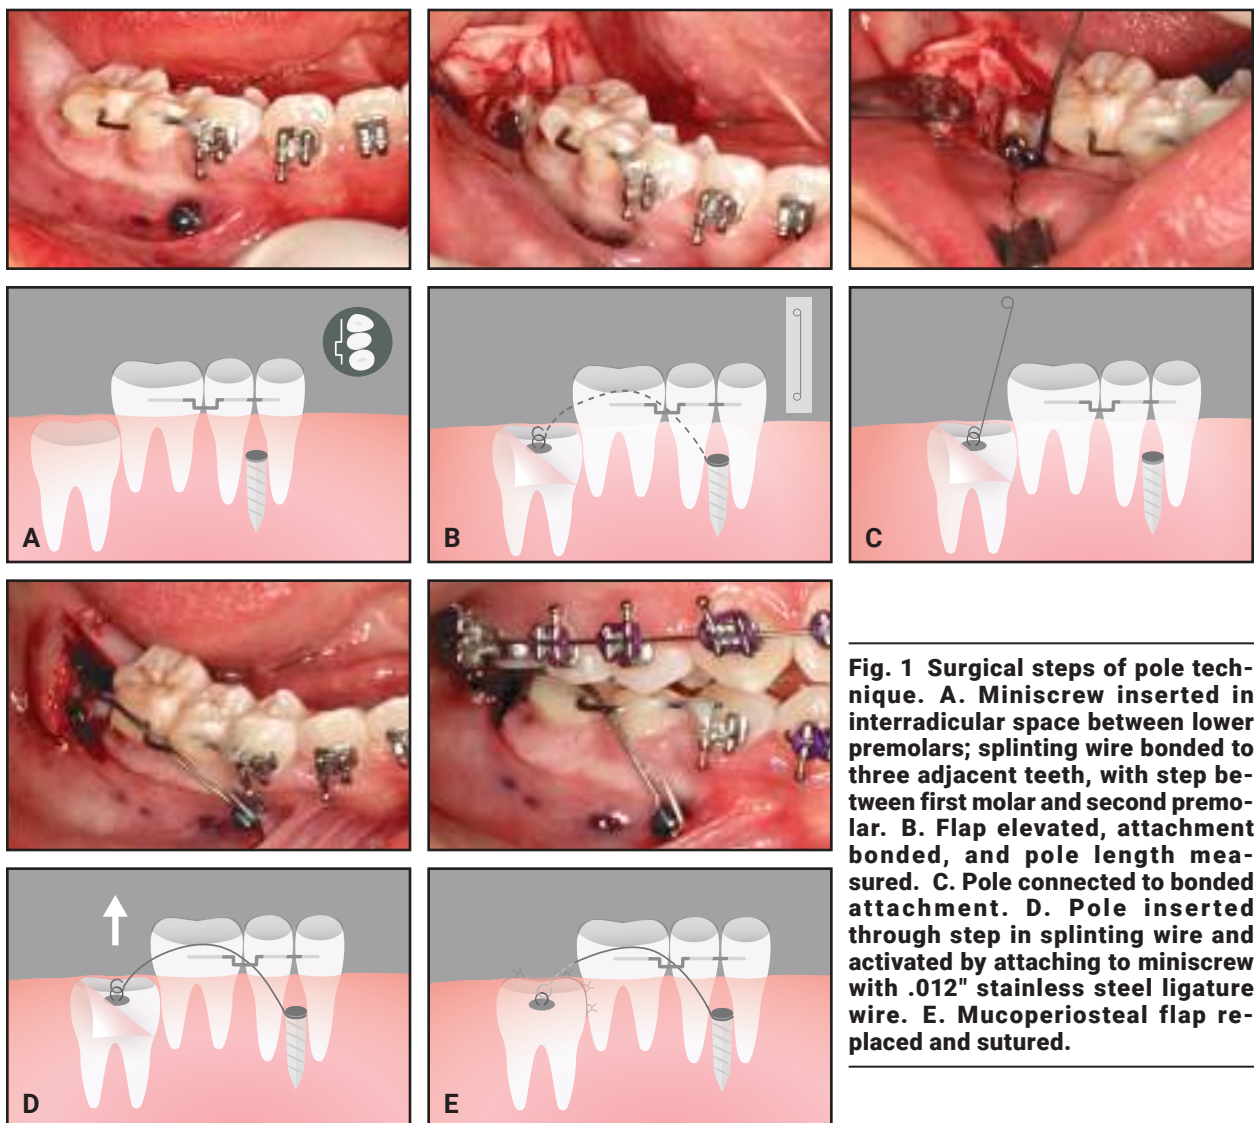 A
B
C
D
E
Fig. 1 Surgical steps of pole tech-
nique. A. Miniscrew inserted in
interradicular space between lower
premolars; splinting wire bonded to
three adjacent teeth, with step be-
tween first molar and second premo-
lar. B. Flap elevated, attachment
bonded, and pole length mea-
sured. C. Pole connected to bonded
attachment. D. Pole inserted
through step in splinting wire and
activated by attaching to miniscrew
with .012" stainless steel ligature
wire. E. Mucoperiosteal flap re-
placed and sutured.